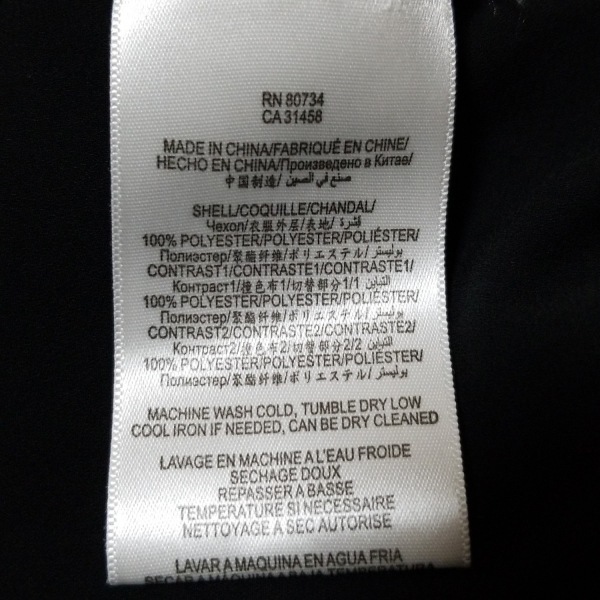 RN 80734
CA 31458
MADE IN CHINA/FABRIQUÉ EN CHINE/
HECHO EN CHINA/Произведено в Китае/
中国制造/ صنع في الصين/
SHELL/COQUILLE/CHANDAL/
Чехол/衣服外层/表地/ قشرة/
100% POLYESTER/POLYESTER/POLIÉSTER/
Полиэстер/聚酯纤维/ポリエステル/ بوليستر/
CONTRAST1/CONTRASTE1/CONTRASTE1/
Контраст1/撞色布1/切替部分1/ التباين 1
100% POLYESTER/POLYESTER/POLIÉSTER/
Полиэстер/聚酯纤维/ポリエステル/ بوليستر/
CONTRAST2/CONTRASTE2/CONTRASTE2/
Контраст2/撞色布2/切替部分2/ التباين 2
100% POLYESTER/POLYESTER/POLIÉSTER/
Полиэстер/聚酯纤维/ポリエステル/ بوليستر/
MACHINE WASH COLD, TUMBLE DRY LOW
COOL IRON IF NEEDED, CAN BE DRY CLEANED
LAVAGE EN MACHINE A L'EAU FROIDE
SECHAGE DOUX
REPASSER A BASSE
TEMPERATURE SI NECESSAIRE
NETTOYAGE A SEC AUTORISE
LAVAR A MAQUINA EN AGUA FRIA
SECAR A MAQUINA A BAJA TEMPERATURA